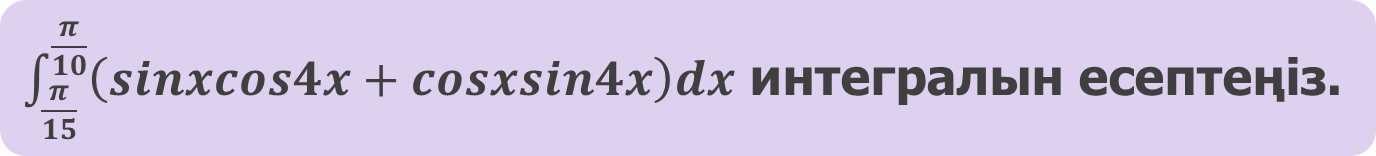 ∫_{π/15}^{π/10}(sinxcos4x + cosxsin4x)dx интегралын есептеңіз.